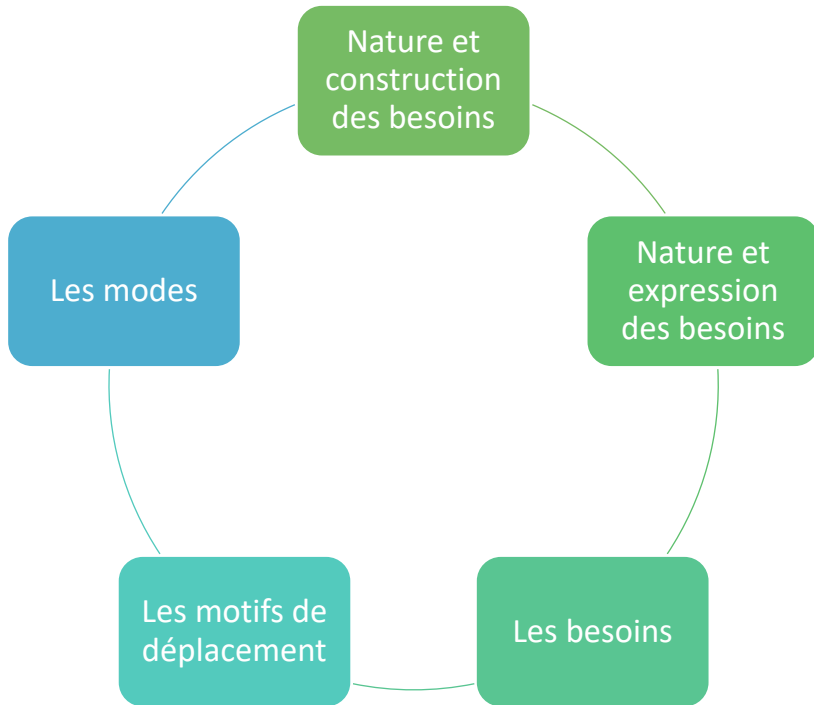 Nature et
construction
des besoins
Nature et
expression
des besoins
Les besoins
Les motifs de
déplacement
Les modes